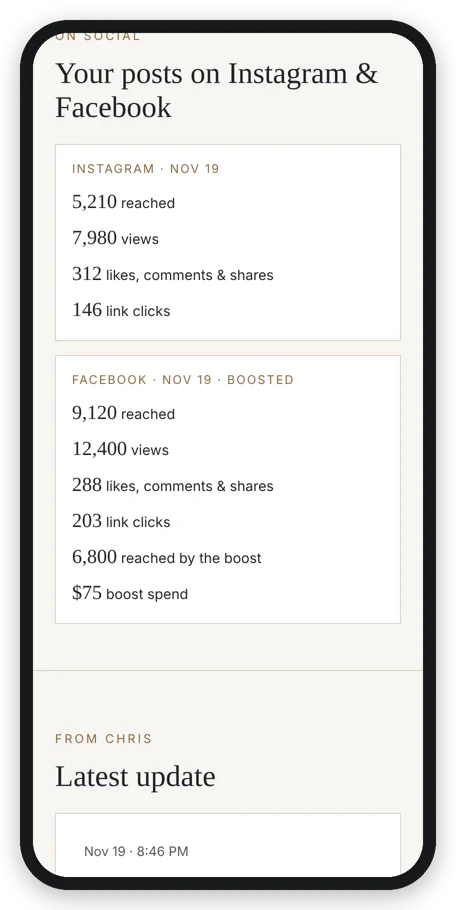 ON SOCIAL
Your posts on Instagram &
Facebook
INSTAGRAM · NOV 19
5,210 reached
7,980 views
312 likes, comments & shares
146 link clicks
FACEBOOK · NOV 19 · BOOSTED
9,120 reached
12,400 views
288 likes, comments & shares
203 link clicks
6,800 reached by the boost
$75 boost spend
FROM CHRIS
Latest update
Nov 19 · 8:46 PM